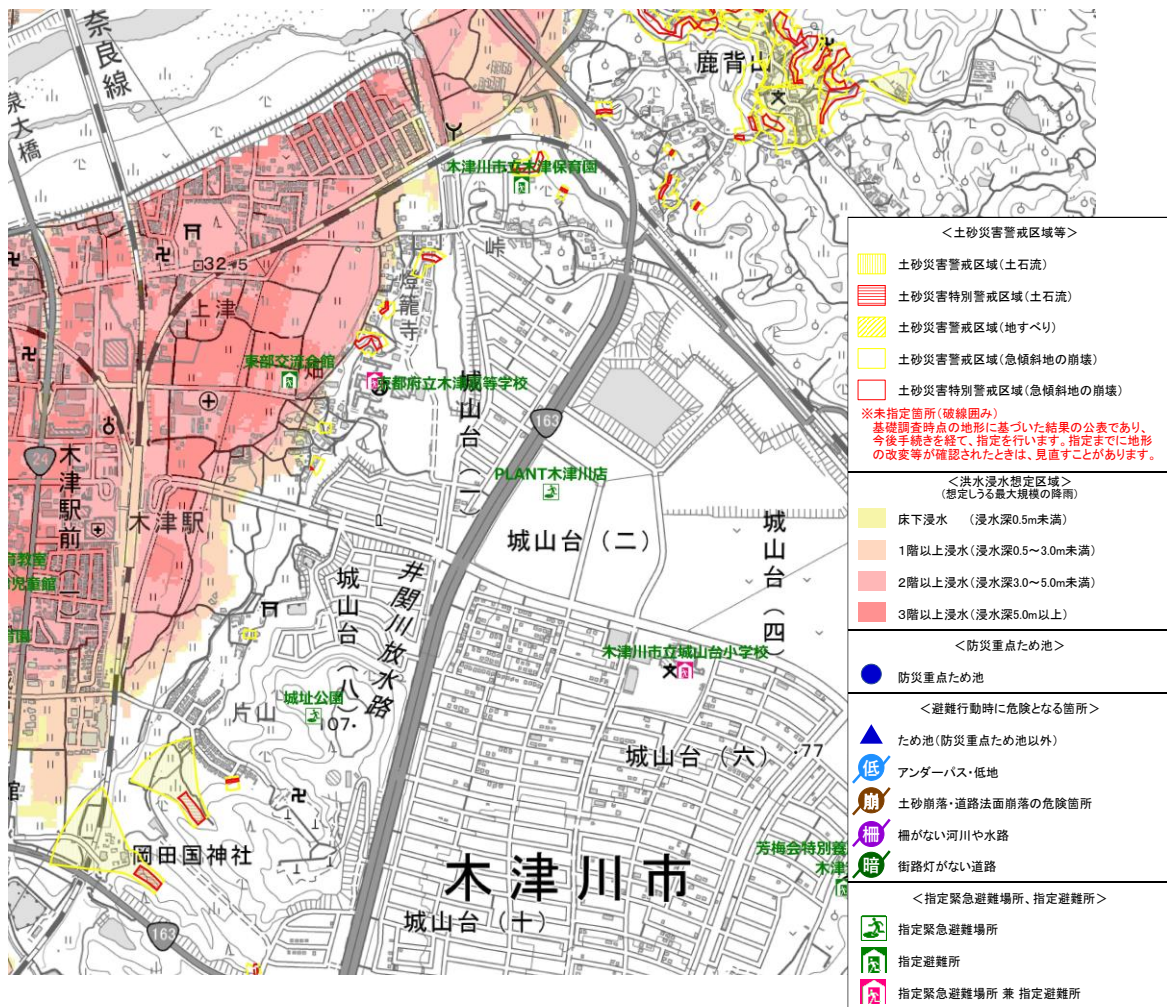 奈良線
泉大橋
鹿背山
木津川市立木津保育園
峠
32.5
上津
燈籠寺
東部交流会館
畑
京都府立木津高等学校
城山台(一)
163
24
PLANT木津川店
木津駅前(一)
木津駅
城山台(二)
城山台(四)
井関川放水路
育教室
児童館
育園
城山台(八)
木津川市立城山台小学校
城址公園
片山
107
城山台(六)
77
館
岡田国神社
木津川市
芳梅会特別養
木津
城山台(十)
163
<土砂災害警戒区域等>
土砂災害警戒区域(土石流)
土砂災害特別警戒区域(土石流)
土砂災害警戒区域(地すべり)
土砂災害警戒区域(急傾斜地の崩壊)
土砂災害特別警戒区域(急傾斜地の崩壊)
※未指定箇所(破線囲み)
基礎調査時点の地形に基づいた結果の公表であり、
今後手続きを経て、指定を行います。指定までに地形
の改変等が確認されたときは、見直すことがあります。
<洪水浸水想定区域>
(想定しうる最大規模の降雨)
床下浸水 (浸水深0.5m未満)
1階以上浸水(浸水深0.5～3.0m未満)
2階以上浸水(浸水深3.0～5.0m未満)
3階以上浸水(浸水深5.0m以上)
<防災重点ため池>
防災重点ため池
<避難行動時に危険となる箇所>
ため池(防災重点ため池以外)
低 アンダーパス・低地
崩 土砂崩落・道路法面崩落の危険箇所
柵 柵がない河川や水路
暗 街路灯がない道路
<指定緊急避難場所、指定避難所>
指定緊急避難場所
指定避難所
指定緊急避難場所 兼 指定避難所